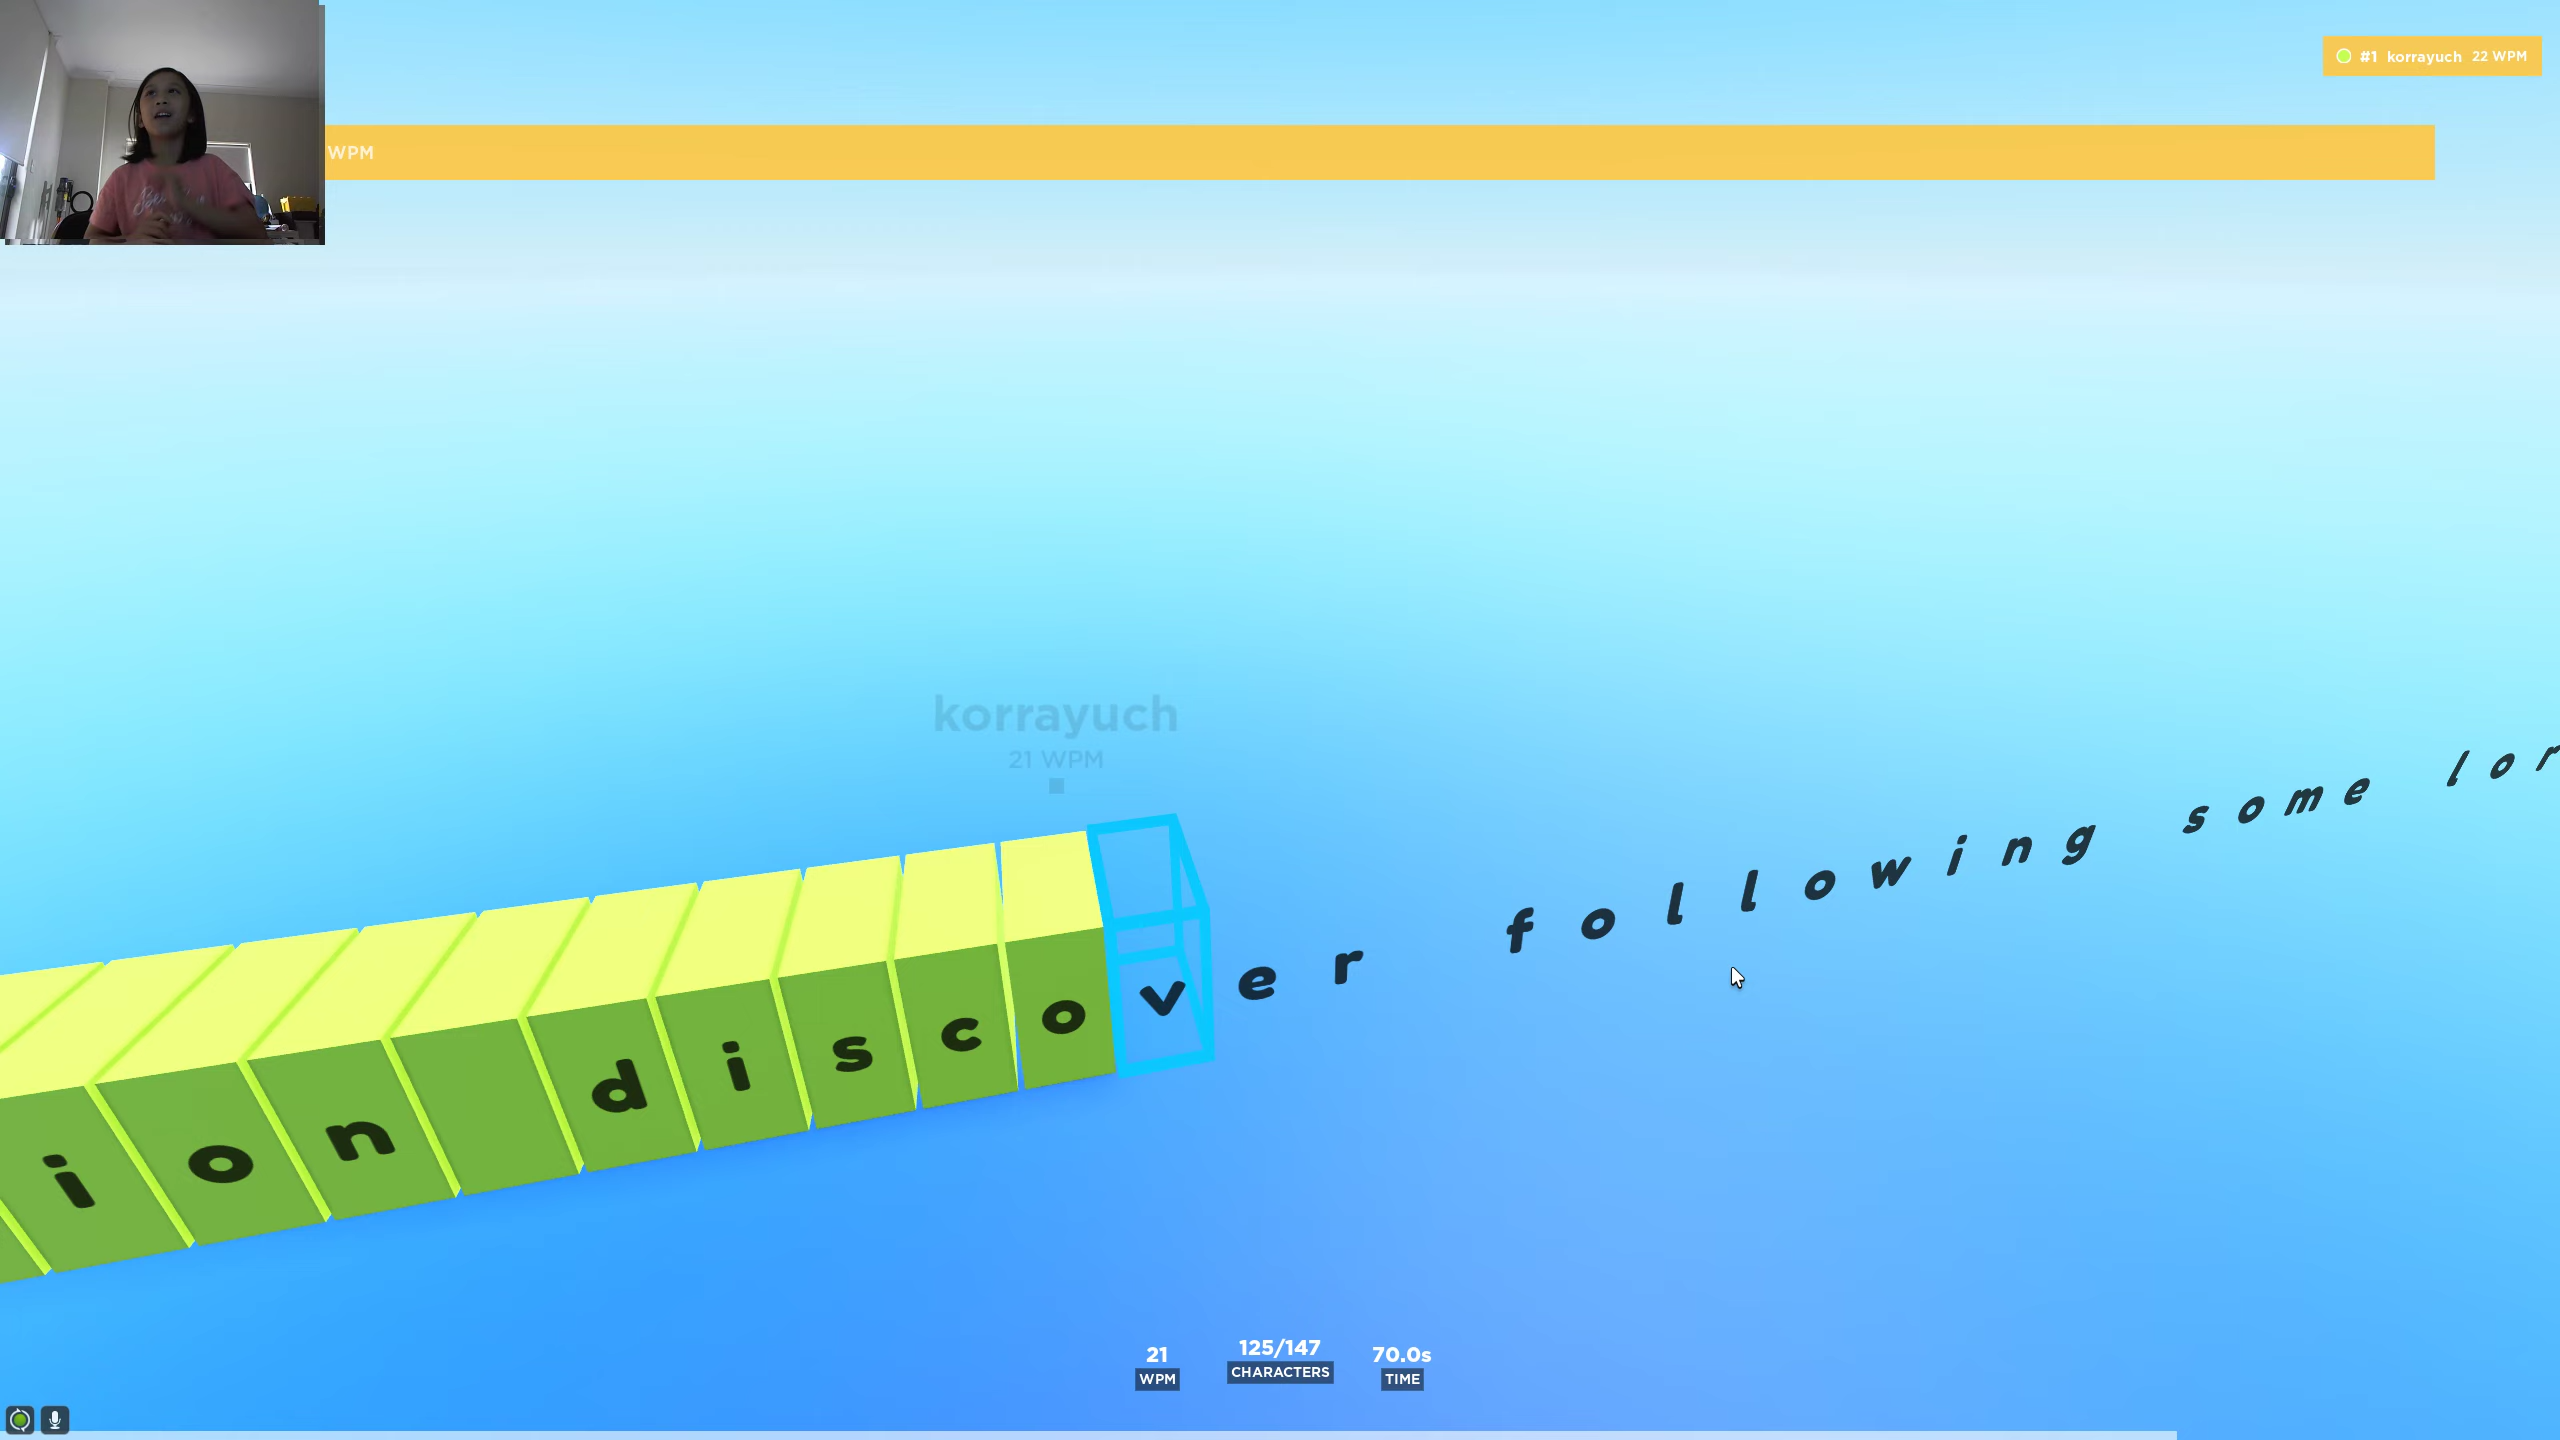 #1 korrayuch 22 WPM
WPM
korrayuch
21 WPM
ion discover following some lor
21
WPM
125/147
CHARACTERS
70.0s
TIME